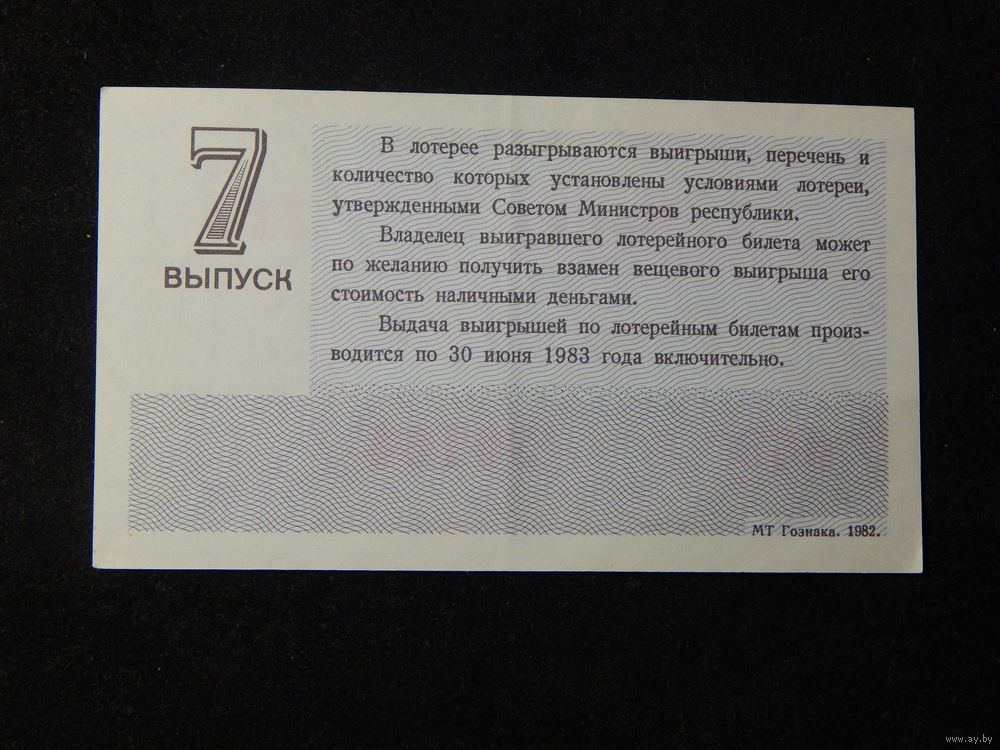 7
ВЫПУСК
В лотерее разыгрываются выигрыши, перечень и
количество которых установлены условиями лотереи,
утвержденными Советом Министров республики.
Владелец выигравшего лотерейного билета может
по желанию получить взамен вещевого выигрыша его
стоимость наличными деньгами.
Выдача выигрышей по лотерейным билетам произ-
водится по 30 июня 1983 года включительно.
МТ Гознака. 1982.
www.ay.by